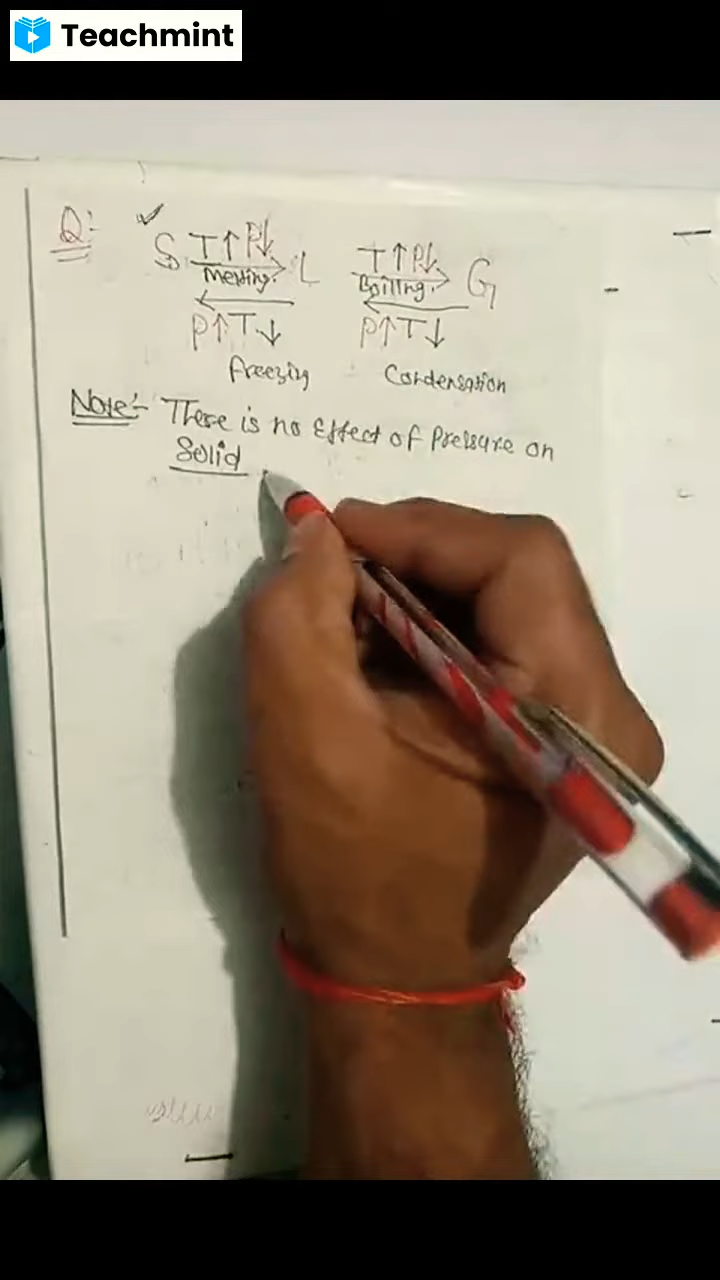 Teachmint
Q:-
S T↑ P↓ L T↑ P↓ G
Melting. Boiling.
P↑ T↓ P↑ T↓
freezing Condensation
Note:- There is no Effect of Pressure on
Solid